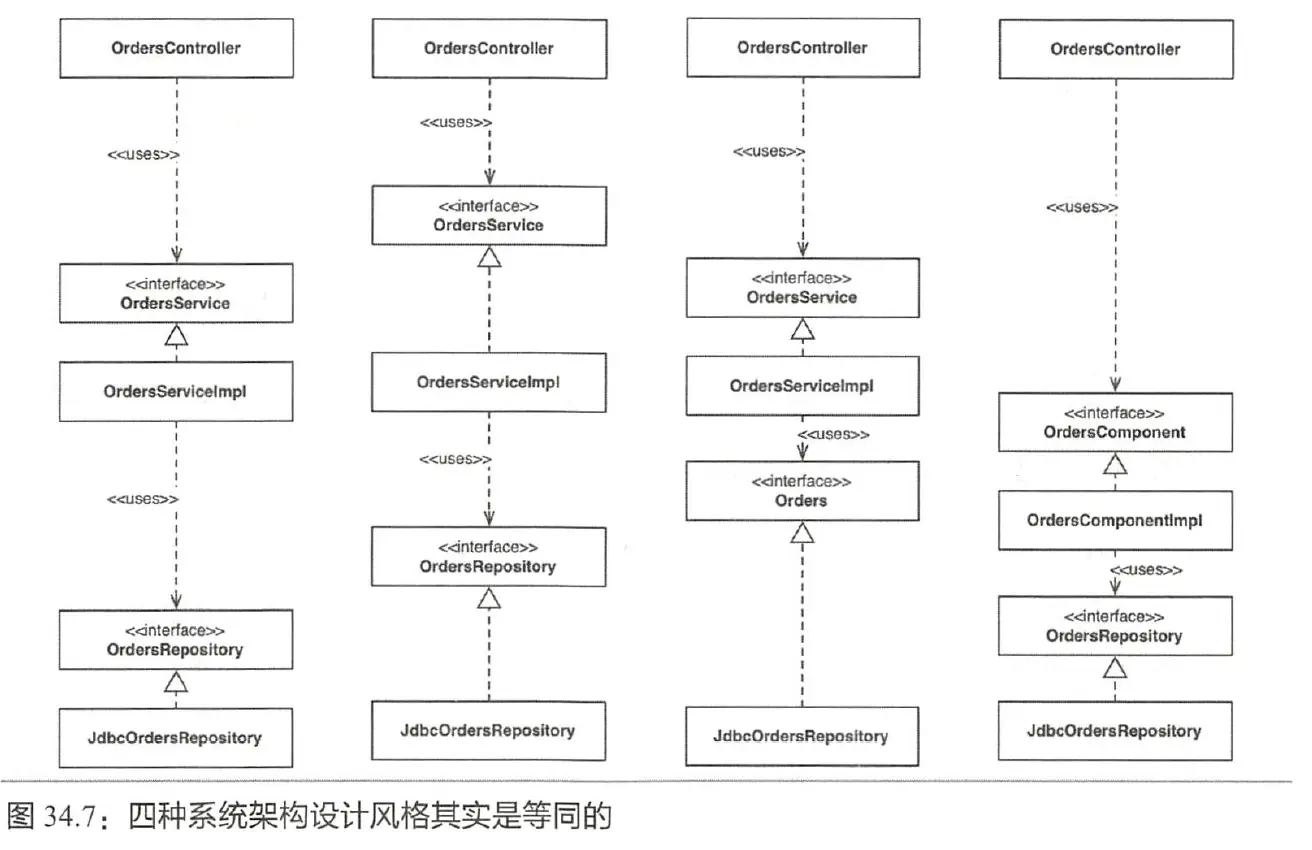 OrdersController
<<uses>>
<<interface>>
OrdersService
OrdersServiceImpl
<<uses>>
<<interface>>
OrdersRepository
JdbcOrdersRepository
OrdersController
<<uses>>
<<interface>>
OrdersService
OrdersServiceImpl
<<uses>>
<<interface>>
OrdersRepository
JdbcOrdersRepository
OrdersController
<<uses>>
<<interface>>
OrdersService
OrdersServiceImpl
<<uses>>
<<interface>>
Orders
JdbcOrdersRepository
OrdersController
<<uses>>
<<interface>>
OrdersComponent
OrdersComponentImpl
<<uses>>
<<interface>>
OrdersRepository
JdbcOrdersRepository
图 34.7：四种系统架构设计风格其实是等同的